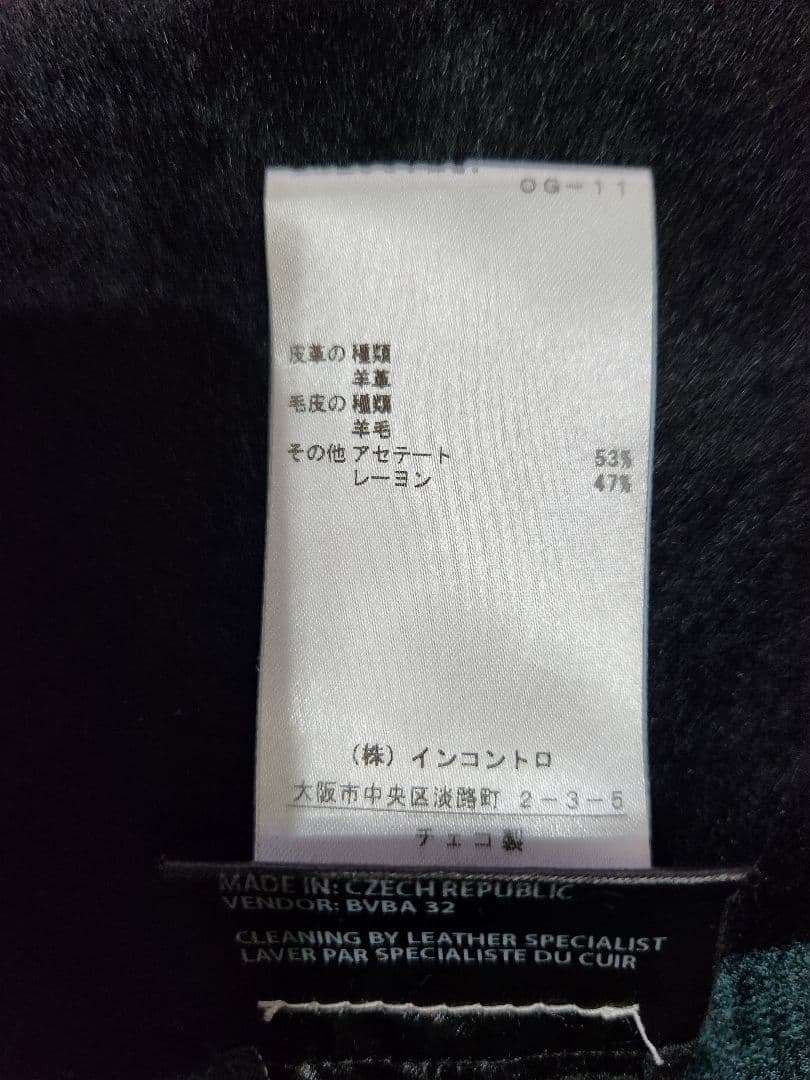 OG-11
皮革の 種類
羊革
毛皮の 種類
羊毛
その他 アセテート 53%
レーヨン 47%
(株) インコントロ
大阪市中央区淡路町 2-3-5
チェコ製
MADE IN: CZECH REPUBLIC
VENDOR: BVBA 32
CLEANING BY LEATHER SPECIALIST
LAVER PAR SPECIALISTE DU CUIR